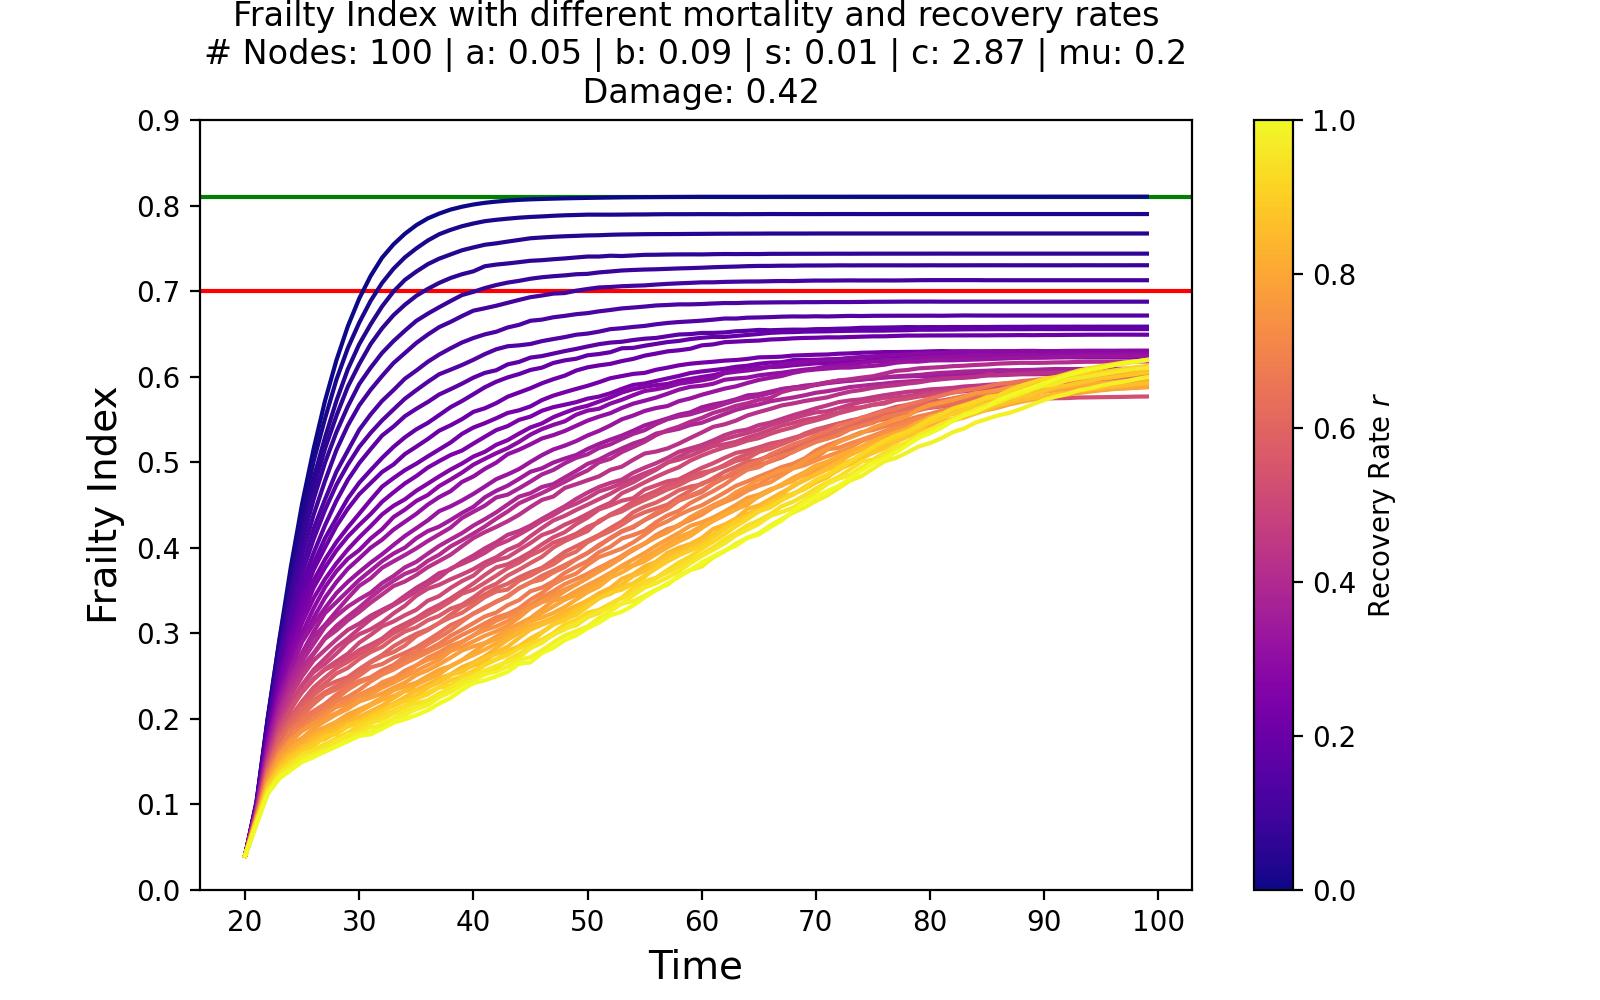 Frailty Index with different mortality and recovery rates
# Nodes: 100 | a: 0.05 | b: 0.09 | s: 0.01 | c: 2.87 | mu: 0.2
Damage: 0.42
0.9
0.8
0.7
0.6
0.5
0.4
0.3
0.2
0.1
0.0
Frailty Index
20 30 40 50 60 70 80 90 100
Time
1.0
0.8
0.6
0.4
0.2
0.0
Recovery Rate r